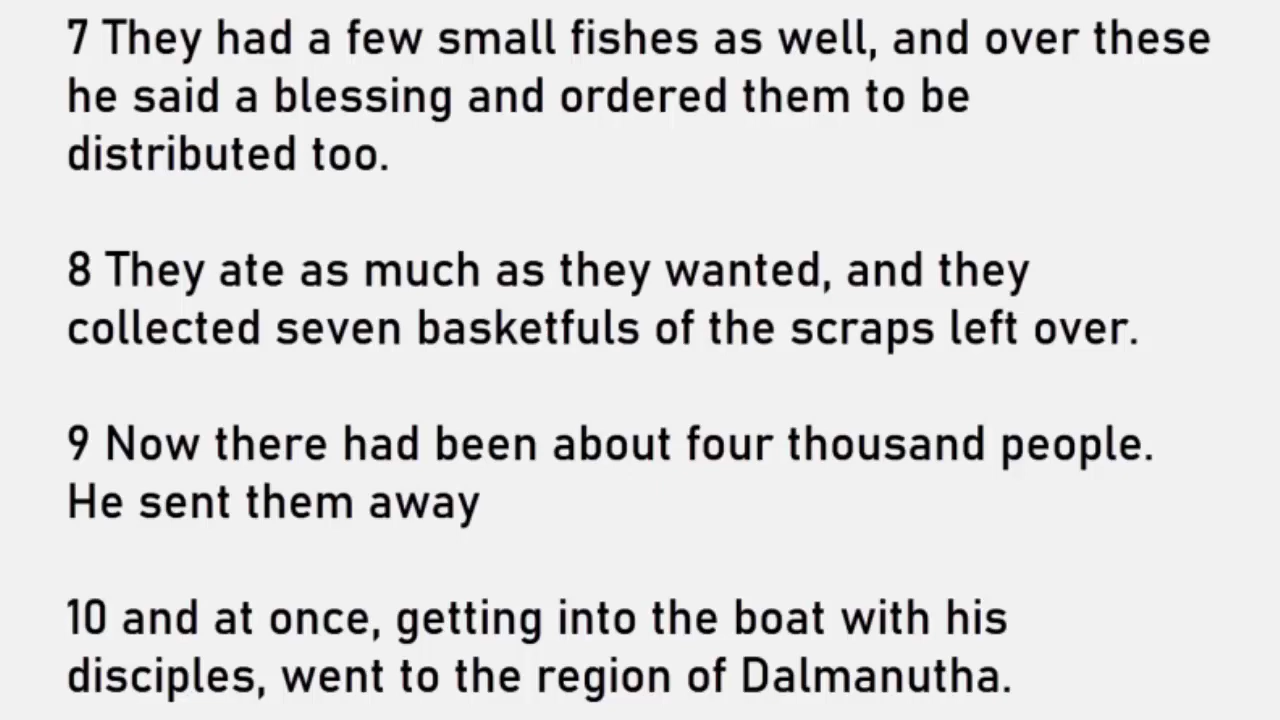 7 They had a few small fishes as well, and over these
he said a blessing and ordered them to be
distributed too.
8 They ate as much as they wanted, and they
collected seven basketfuls of the scraps left over.
9 Now there had been about four thousand people.
He sent them away
10 and at once, getting into the boat with his
disciples, went to the region of Dalmanutha.